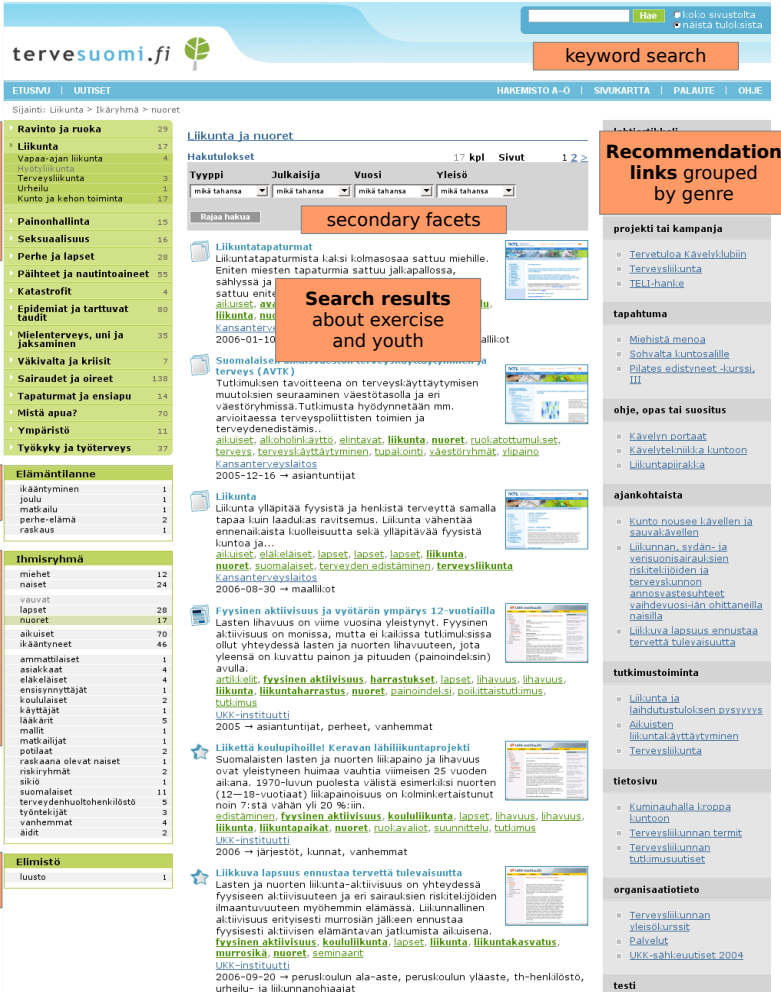 Hae
koko sivustolta
näistä tuloksista
tervesuomi.fi
keyword search
ETUSIVU | UUTISET
HAKEMISTO A–Ö | SIVUKARTTA | PALAUTE | OHJE
Sijainti: Liikunta > Ikäryhmä > nuoret
Ravinto ja ruoka 29
Liikunta 17
Vapaa-ajan liikunta 4
Hyötyliikunta
Terveysliikunta 3
Urheilu 1
Kunto ja kehon toiminta 17
Painonhallinta 15
Seksuaalisuus 16
Perhe ja lapset 28
Päihteet ja nautintoaineet 55
Katastrofit 4
Epidemiat ja tarttuvat 80
taudit
Mielenterveys, uni ja 35
jaksaminen
Väkivalta ja kriisit 7
Sairaudet ja oireet 138
Tapaturmat ja ensiapu 14
Mistä apua? 70
Ympäristö 11
Työkyky ja työterveys 37
Elämäntilanne
ikääntyminen 1
joulu 1
matkailu 1
perhe-elämä 2
raskaus 1
Ihmisryhmä
miehet 12
naiset 24
vauvat
lapset 28
nuoret 17
aikuiset 70
ikääntyneet 46
ammattilaiset 1
asiakkaat 4
eläkeläiset 4
ensisynnyttäjät 1
koululaiset 2
käyttäjät 1
lääkärit 5
mallit 1
matkailijat 1
potilaat 2
raskaana olevat naiset 1
riskiryhmät 2
sikiö 1
suomalaiset 11
terveydenhuoltohenkilöstö 5
työntekijät 3
vanhemmat 4
äidit 2
Elimistö
luusto 1
Liikunta ja nuoret
Hakutulokset 17 kpl Sivut 1 2 >
Tyyppi Julkaisija Vuosi Yleisö
mikä tahansa mikä tahansa mikä tahansa mikä tahansa
Rajaa hakua
secondary facets
Liikuntatapaturmat
Liikuntatapaturmista kaksi kolmasosaa sattuu miehille.
Eniten miesten tapaturmia sattuu jalkapallossa,
sählyssä ja
sattuu enite
aikuiset,
liikunta,
Kansanterve
2006–01–10
Search results
about exercise
and youth
Suomalaisen
terveys (AVTK)
Tutkimuksen tavoitteena on terveyskäyttäytymisen
muutoksien seuraaminen väestötasolla ja eri
väestöryhmissä.Tutkimusta hyödynnetään mm.
arvioitaessa terveyspoliittisten toimien ja
terveydenedistämis..
aikuiset, alkoholinkäyttö, elintavat, liikunta, nuoret, ruokatottumukset,
terveys, terveyskäyttäytyminen, tupakointi, väestöryhmät, ylipaino
Kansanterveyslaitos
2005–12–16 → asiantuntijat
Liikunta
Liikunta ylläpitää fyysistä ja henkistä terveyttä samalla
tapaa kuin laadukas ravitsemus. Liikunta vähentää
ennenaikaista kuolleisuutta sekä ylläpitävää fyysistä
kuntoa ja...
aikuiset, eläkeläiset, lapset, lapset, lapset, liikunta,
nuoret, suomalaiset, terveyden edistäminen, terveysliikunta
Kansanterveyslaitos
2006–08–30 → maallikot
Fyysinen aktiivisuus ja vyötärön ympärys 12-vuotiailla
Lasten lihavuus on viime vuosina yleistynyt. Fyysinen
aktiivisuus on monissa, mutta ei kaikissa tutkimuksissa
ollut yhteydessä lasten ja nuorten lihavuuteen, jota
yleensä on kuvattu painon ja pituuden (painoindeksin)
avulla.
artikkelit, fyysinen aktiivisuus, harrastukset, lapset, lihavuus, lihavuus,
liikunta, liikuntaharrastus, nuoret, painoindeksi, poikittaistutkimus,
tutkimus
UKK-instituutti
2005 → asiantuntijat, perheet, vanhemmat
Liikettä koulupihoille! Keravan lähiliikuntaprojekti
Suomalaisten lasten ja nuorten liikapaino ja lihavuus
ovat yleistyneen huimaa vauhtia viimeisen 25 vuoden
aikana. 1970-luvun puolesta välistä esimerkiksi nuorten
(12—18-vuotiaat) liikapainoisuus on kolminkertaistunut
noin 7:stä vähän yli 20 %:iin.
edistäminen, fyysinen aktiivisuus, koululiikunta, lapset, lihavuus, lihavuus,
liikunta, liikuntapaikat, nuoret, ruokavaliot, suunnittelu, tutkimus
UKK-instituutti
2006 → järjestöt, kunnat, vanhemmat
Liikkuva lapsuus ennustaa tervettä tulevaisuutta
Lasten ja nuorten liikunta-aktiivisuus on yhteydessä
fyysiseen aktiivisuuteen ja eri sairauksien riskitekijöiden
ilmaantuvuuteen myöhemmin elämässä. Liikunnallinen
aktiivisuus erityisesti murrosiän jälkeen ennustaa
fyysisesti aktiivisen elämäntavan jatkumista aikuisena.
fyysinen aktiivisuus, koululiikunta, lapset, liikunta, liikuntakasvatus,
murrosikä, nuoret, seminaarit
UKK-instituutti
2006–09–20 → peruskoulun ala-aste, peruskoulun yläaste, th-henkilöstö,
urheilu- ja liikunnanohjaajat
Recommendation
links grouped
by genre
projekti tai kampanja
Tervetuloa Kävelyklubiin
Terveysliikunta
TELI-hanke
tapahtuma
Miehistä menoa
Sohvalta kuntosalille
Pilates edistyneet -kurssi,
III
ohje, opas tai suositus
Kävelyn portaat
Kävelytekniikka kuntoon
Liikuntapiirakka
ajankohtaista
Kunto nousee kävellen ja
sauvakävellen
Liikunnan, sydän- ja
verisuonisairauksien
riskitekijöiden ja
terveyskunnon
annosvastesuhteet
vaihdevuosi-iän ohittaneilla
naisilla
Liikkuva lapsuus ennustaa
tervettä tulevaisuutta
tutkimustoiminta
Liikunta ja
laihdutustuloksen pysyvyys
Aikuisten
liikuntakäyttäytyminen
Terveysliikunta
tietosivu
Kuminauhalla kroppa
kuntoon
Terveysliikunnan termit
Terveysliikunnan
tutkimusuutiset
organisaatiotieto
Terveysliikunnan
yleisökurssit
Palvelut
UKK-sähkeuutiset 2004
testi